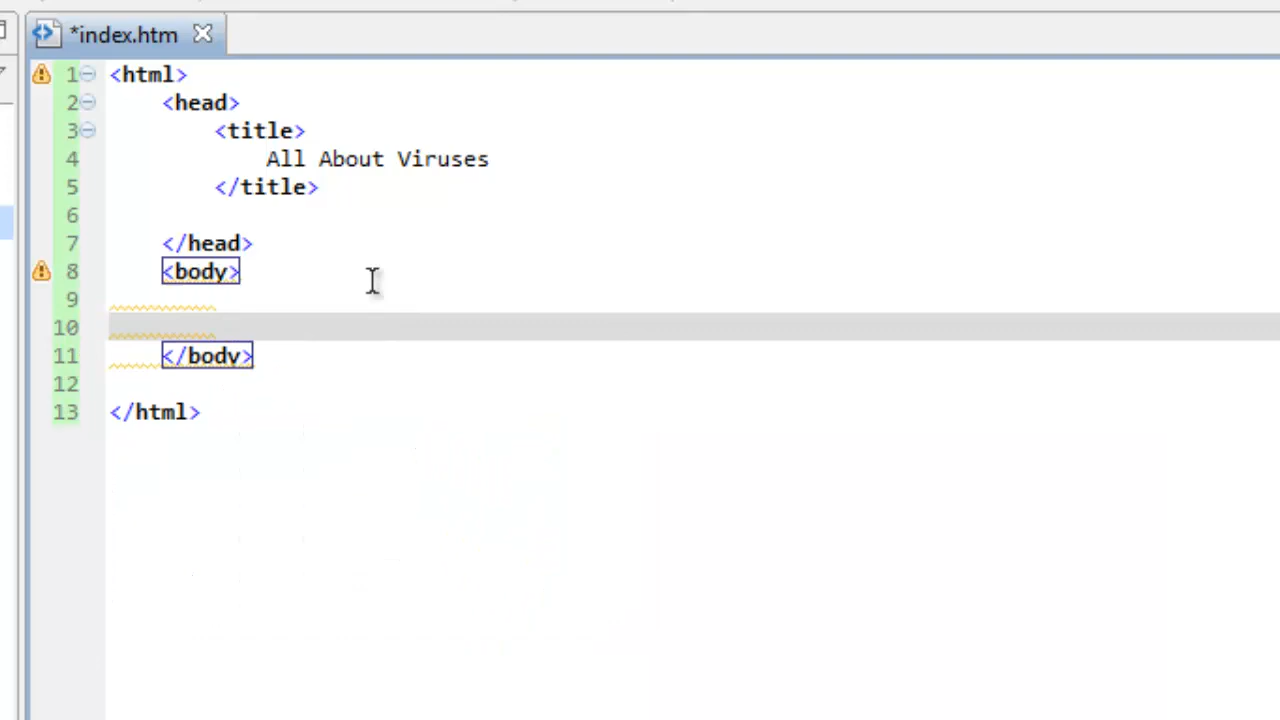 *index.htm
1 <html>
2 <head>
3 <title>
4 All About Viruses
5 </title>
6
7 </head>
8 <body>
9
10
11 </body>
12
13 </html>